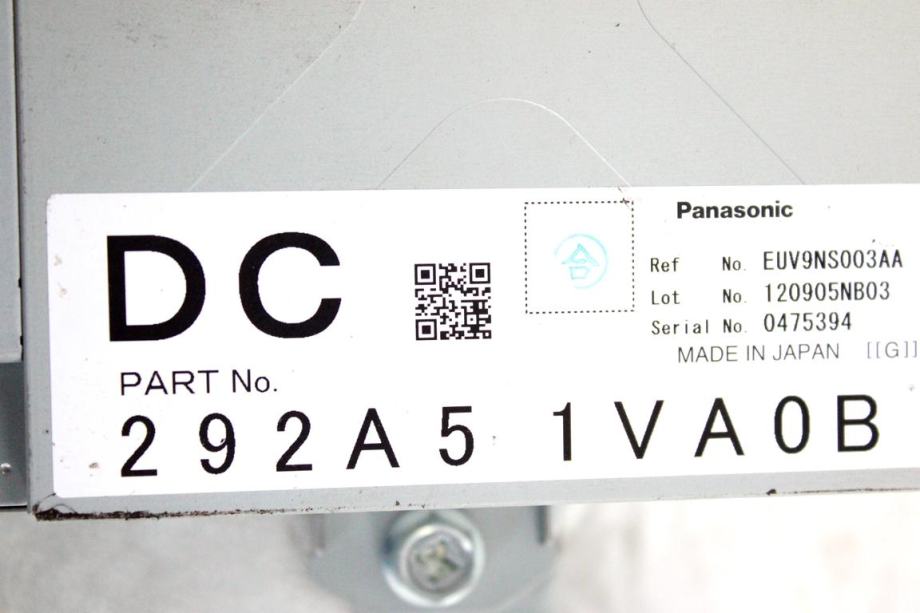 DC
Panasonic
Ref No. EUV9NS003AA
Lot No. 120905NB03
Serial No. 0475394
MADE IN JAPAN [[G]]
PART No.
292A5 1VA0B